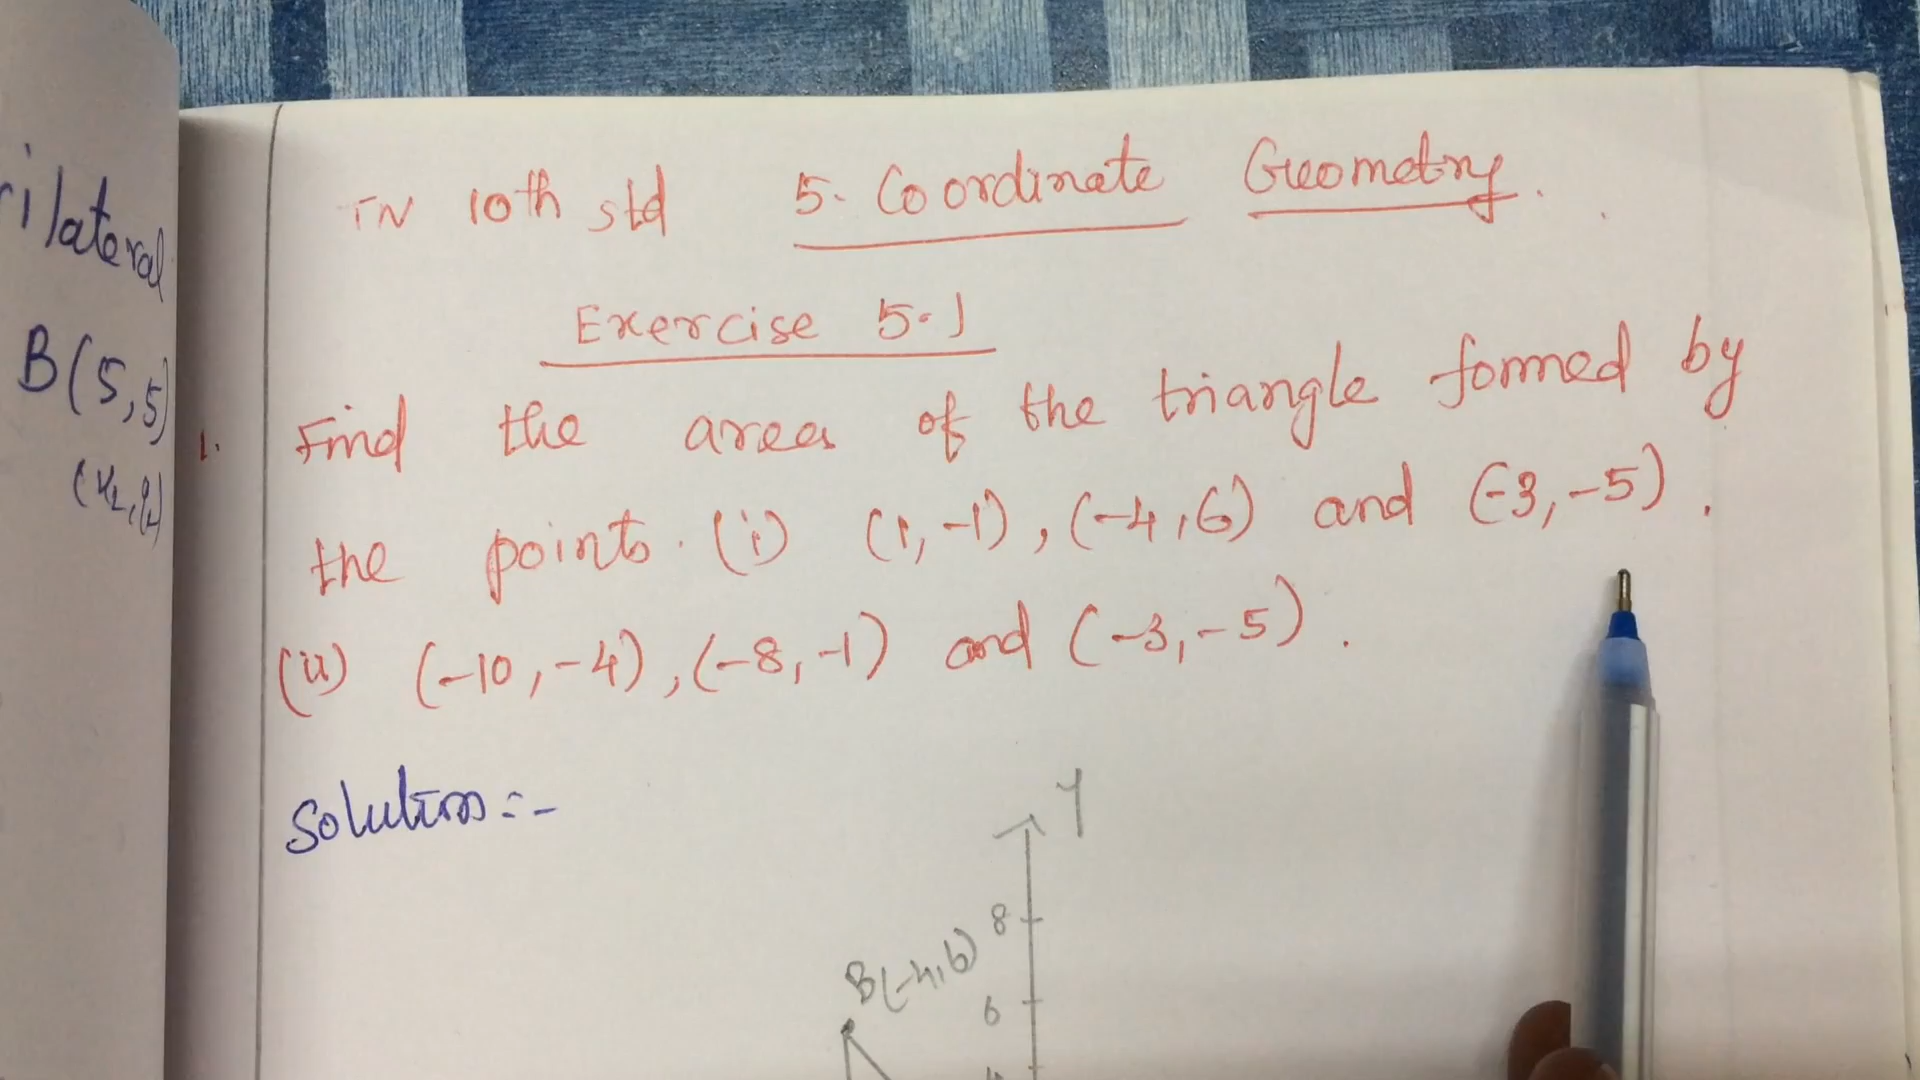 rilateral
B(5,5)
(x2,y2)
TN 10th std 5. Coordinate Geometry.
Exercise 5.1
1. Find the area of the triangle formed by
the points. (i) (1,-1), (-4,6) and (-3,-5).
(ii) (-10,-4), (-8,-1) and (-3,-5).
Solution:-
Y
8
B(-4,6)
6
4